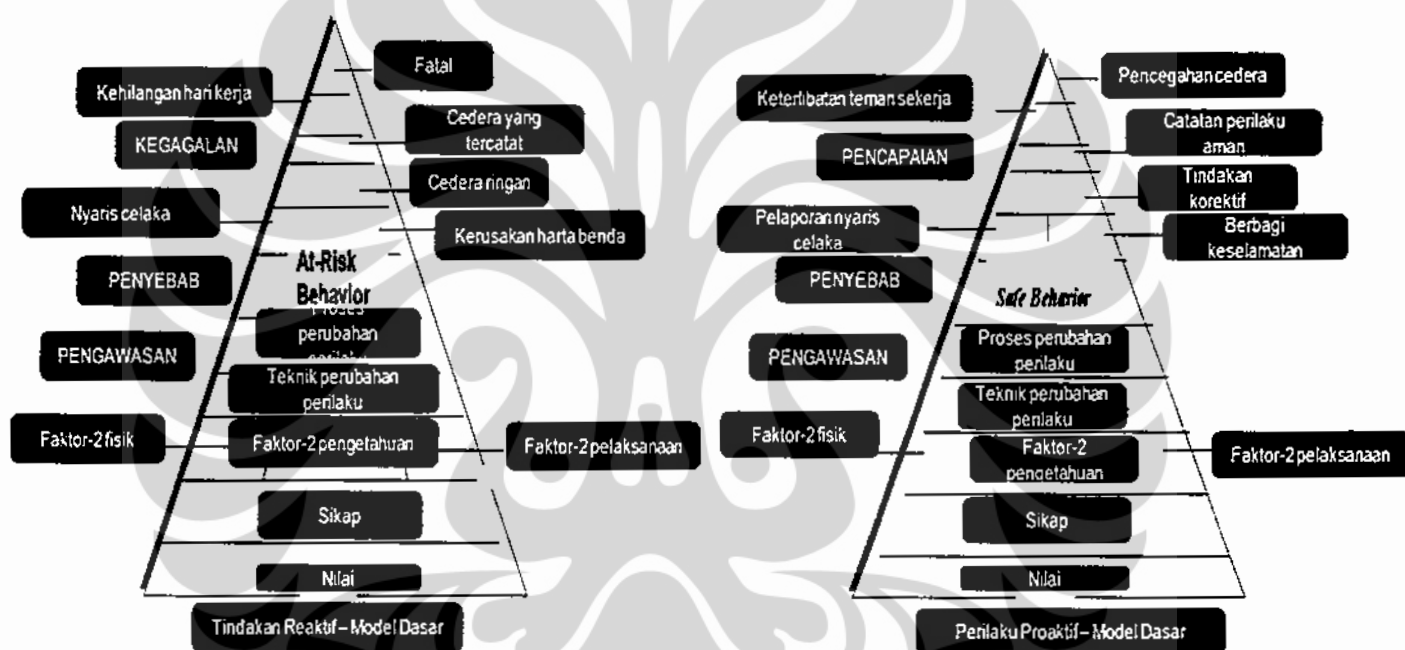 Fatal
Kehilangan hari kerja
Cedera yang
tercatat
KEGAGALAN
Cedera ringan
Nyaris celaka
Kerusakan harta benda
At-Risk
Behavior
PENYEBAB
Proses
perubahan
perilaku
PENGAWASAN
Teknik perubahan
perilaku
Faktor-2 fisik
Faktor-2 pengetahuan
Faktor-2 pelaksanaan
Sikap
Nilai
Tindakan Reaktif – Model Dasar
Pencegahan cedera
Keterlibatan teman sekerja
Catatan perilaku
aman
PENCAPAIAN
Tindakan
korektif
Pelaporan nyaris
celaka
Berbagi
keselamatan
PENYEBAB
Safe Behavior
PENGAWASAN
Proses perubahan
perilaku
Teknik perubahan
perilaku
Faktor-2 fisik
Faktor-2
pengetahuan
Faktor-2 pelaksanaan
Sikap
Nilai
Perilaku Proaktif – Model Dasar